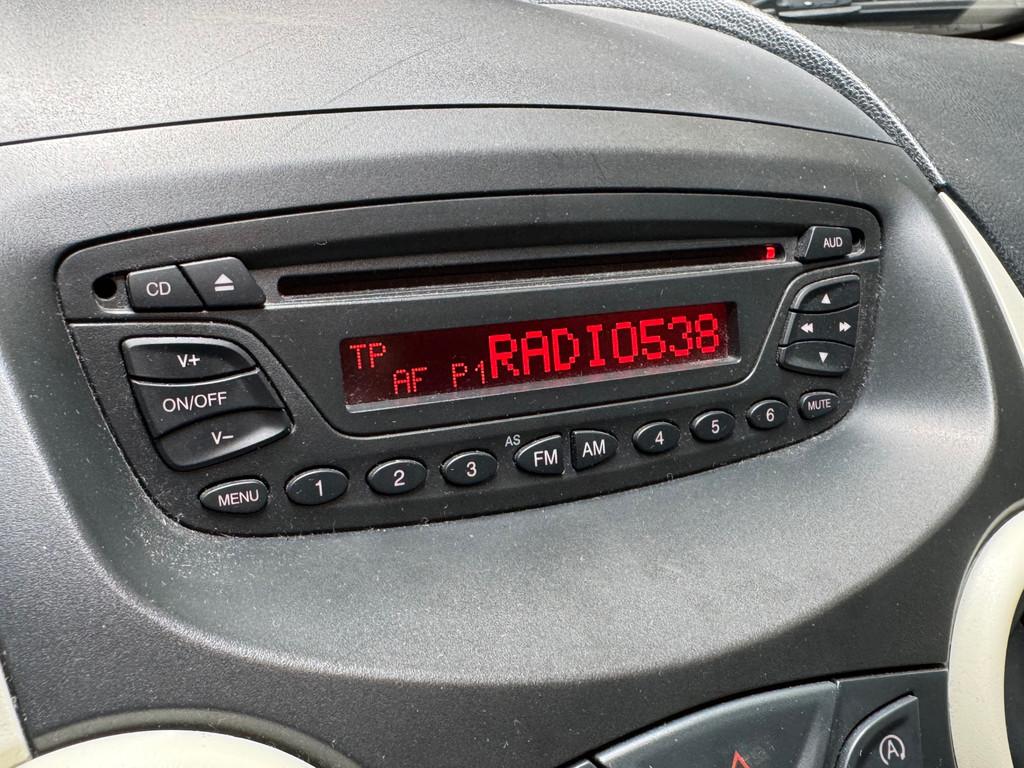 CD
AUD
TP
AF P1
RADIO538
V+
ON/OFF
V-
MENU
1
2
3
AS
FM
AM
4
5
6
MUTE
A